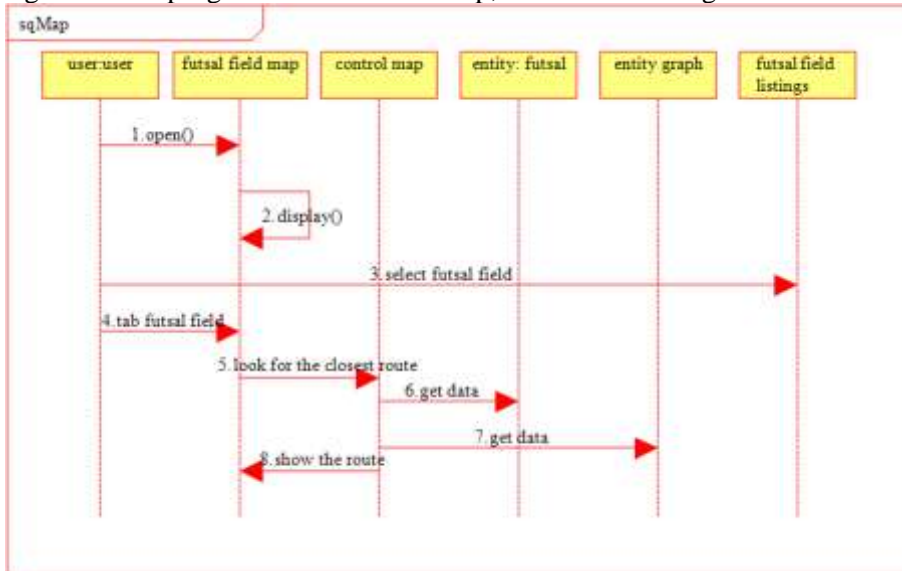 sqMap
user:user
futsal field map
control map
entity: futsal
entity graph
futsal field
listings
1.open()
2.display()
3.select futsal field
4.tab futsal field
5.look for the closest route
6.get data
7.get data
8.show the route